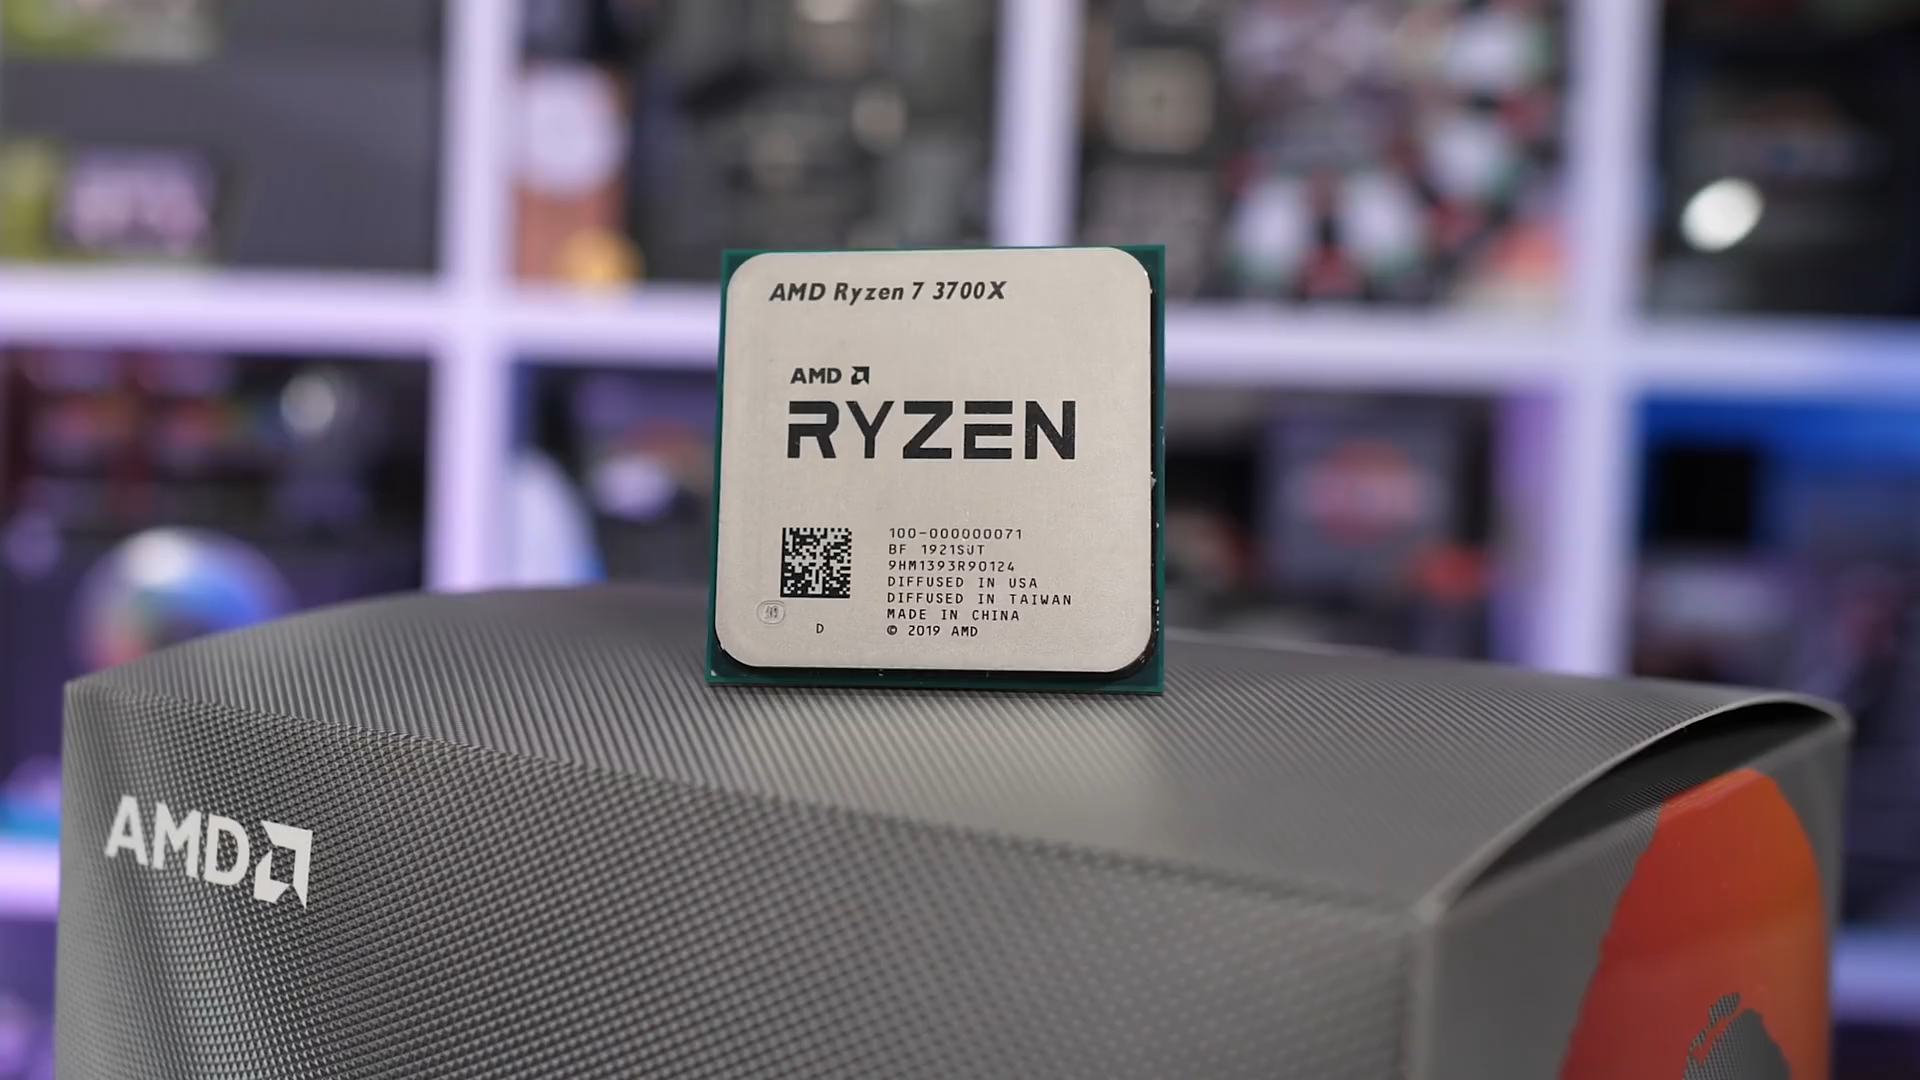 AMD Ryzen 7 3700X
AMD
RYZEN
100-000000071
BF 1921SUT
9HM1393R90124
DIFFUSED IN USA
DIFFUSED IN TAIWAN
MADE IN CHINA
© 2019 AMD
D
AMD